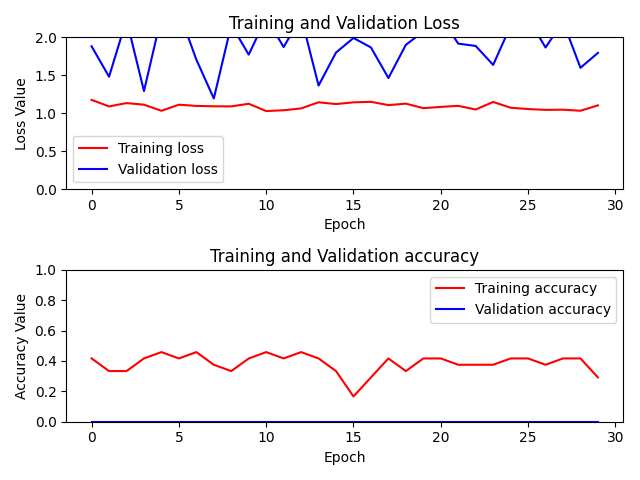 Training and Validation Loss
Loss Value
2.0
1.5
1.0
0.5
0.0
Training loss
Validation loss
0 5 10 15 20 25 30
Epoch
Training and Validation accuracy
Accuracy Value
1.0
0.8
0.6
0.4
0.2
0.0
Training accuracy
Validation accuracy
0 5 10 15 20 25 30
Epoch